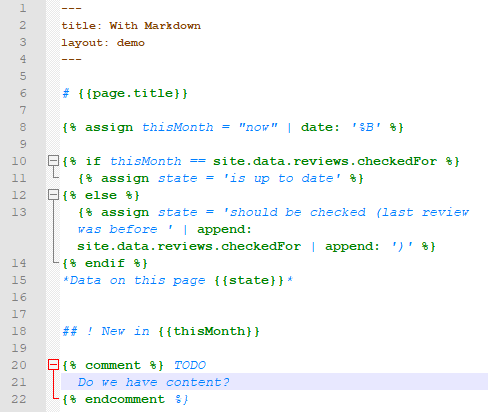 1 ---
2 title: With Markdown
3 layout: demo
4 ---
5
6 # {{page.title}}
7
8 {% assign thisMonth = "now" | date: '%B' %}
9
10 {% if thisMonth == site.data.reviews.checkedFor %}
11 {% assign state = 'is up to date' %}
12 {% else %}
13 {% assign state = 'should be checked (last review
was before ' | append:
site.data.reviews.checkedFor | append: ')' %}
14 {% endif %}
15 *Data on this page {{state}}*
16
17
18 ## ! New in {{thisMonth}}
19
20 {% comment %} TODO
21 Do we have content?
22 {% endcomment %}